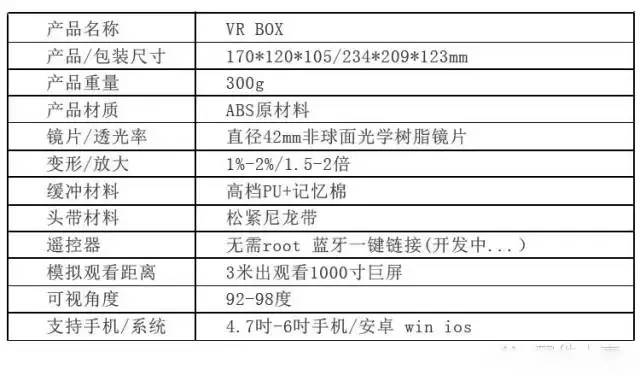 产品名称 VR BOX
产品/包装尺寸 170*120*105/234*209*123mm
产品重量 300g
产品材质 ABS原材料
镜片/透光率 直径42mm非球面光学树脂镜片
变形/放大 1%-2%/1.5-2倍
缓冲材料 高档PU+记忆棉
头带材料 松紧尼龙带
遥控器 无需root 蓝牙一键链接(开发中...)
模拟观看距离 3米出观看1000寸巨屏
可视角度 92-98度
支持手机/系统 4.7吋-6吋手机/安卓 win ios